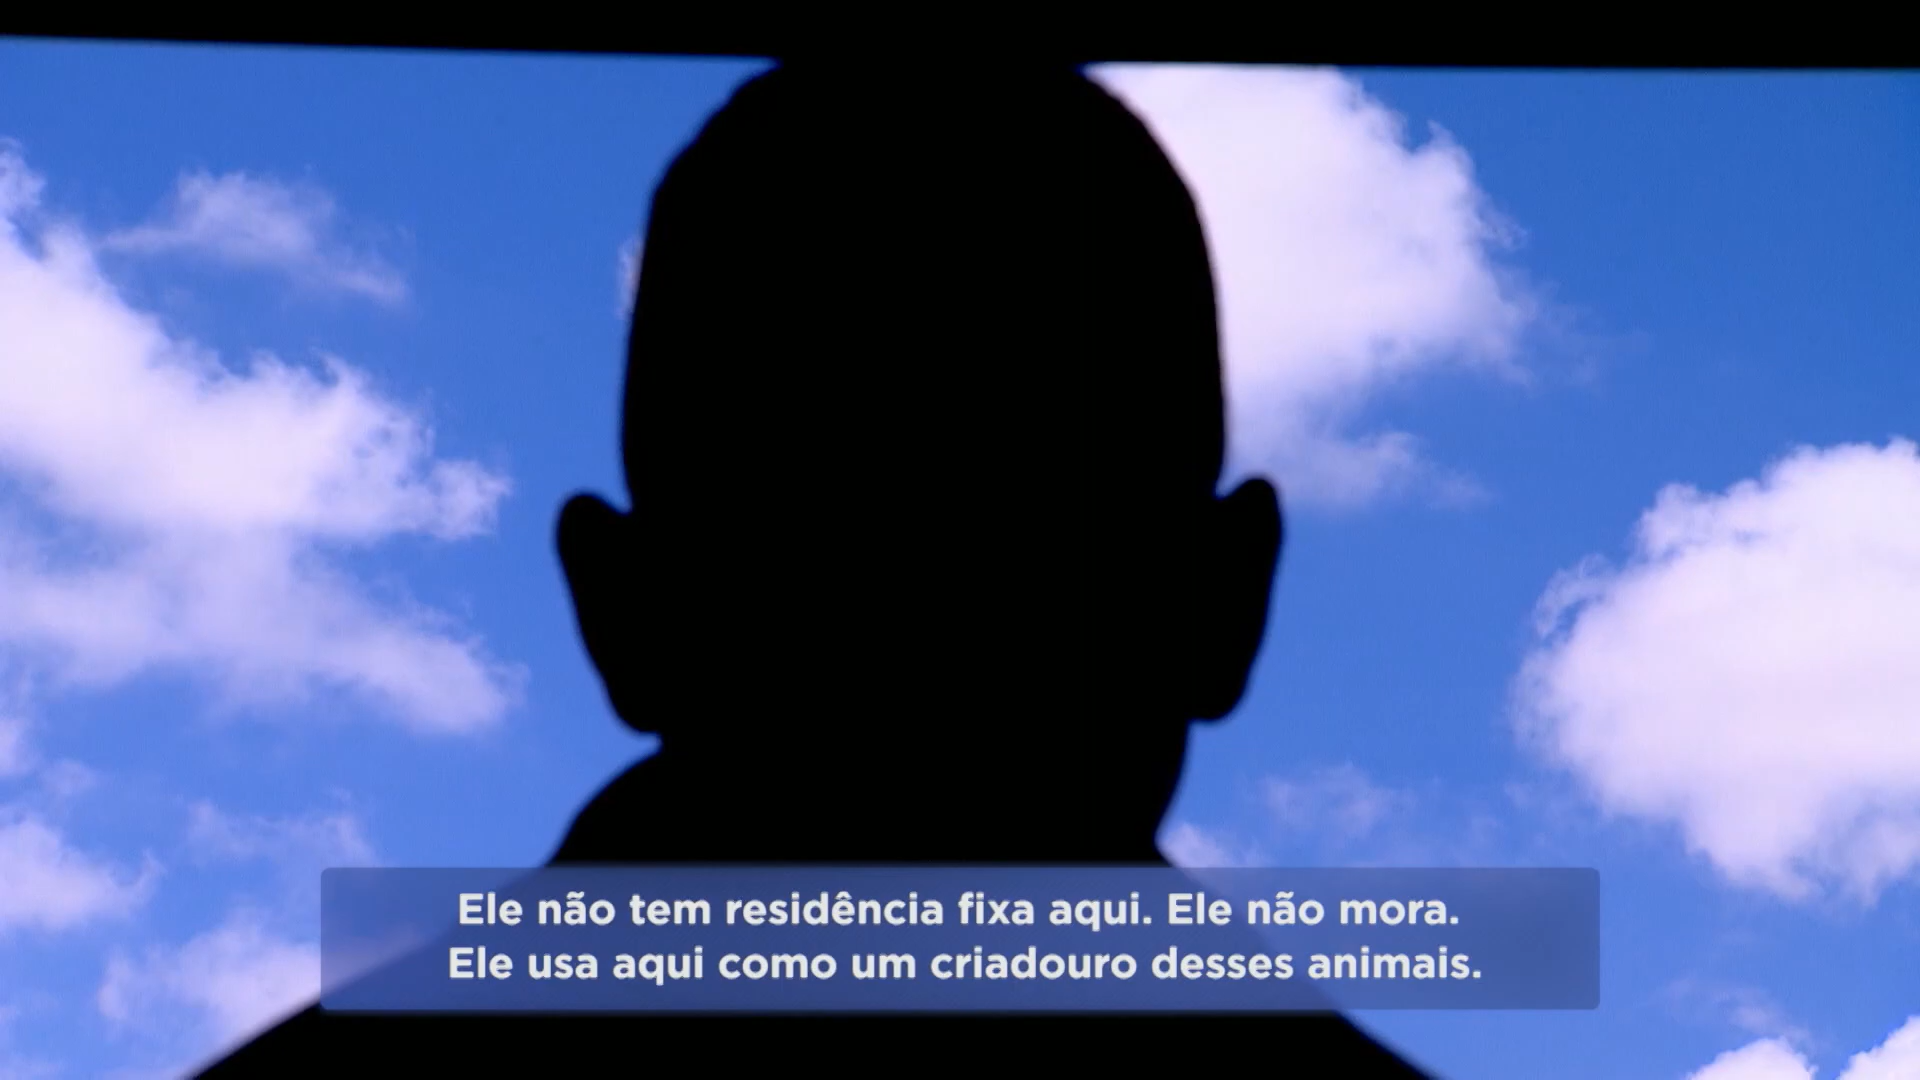 Ele não tem residência fixa aqui. Ele não mora.
Ele usa aqui como um criadouro desses animais.